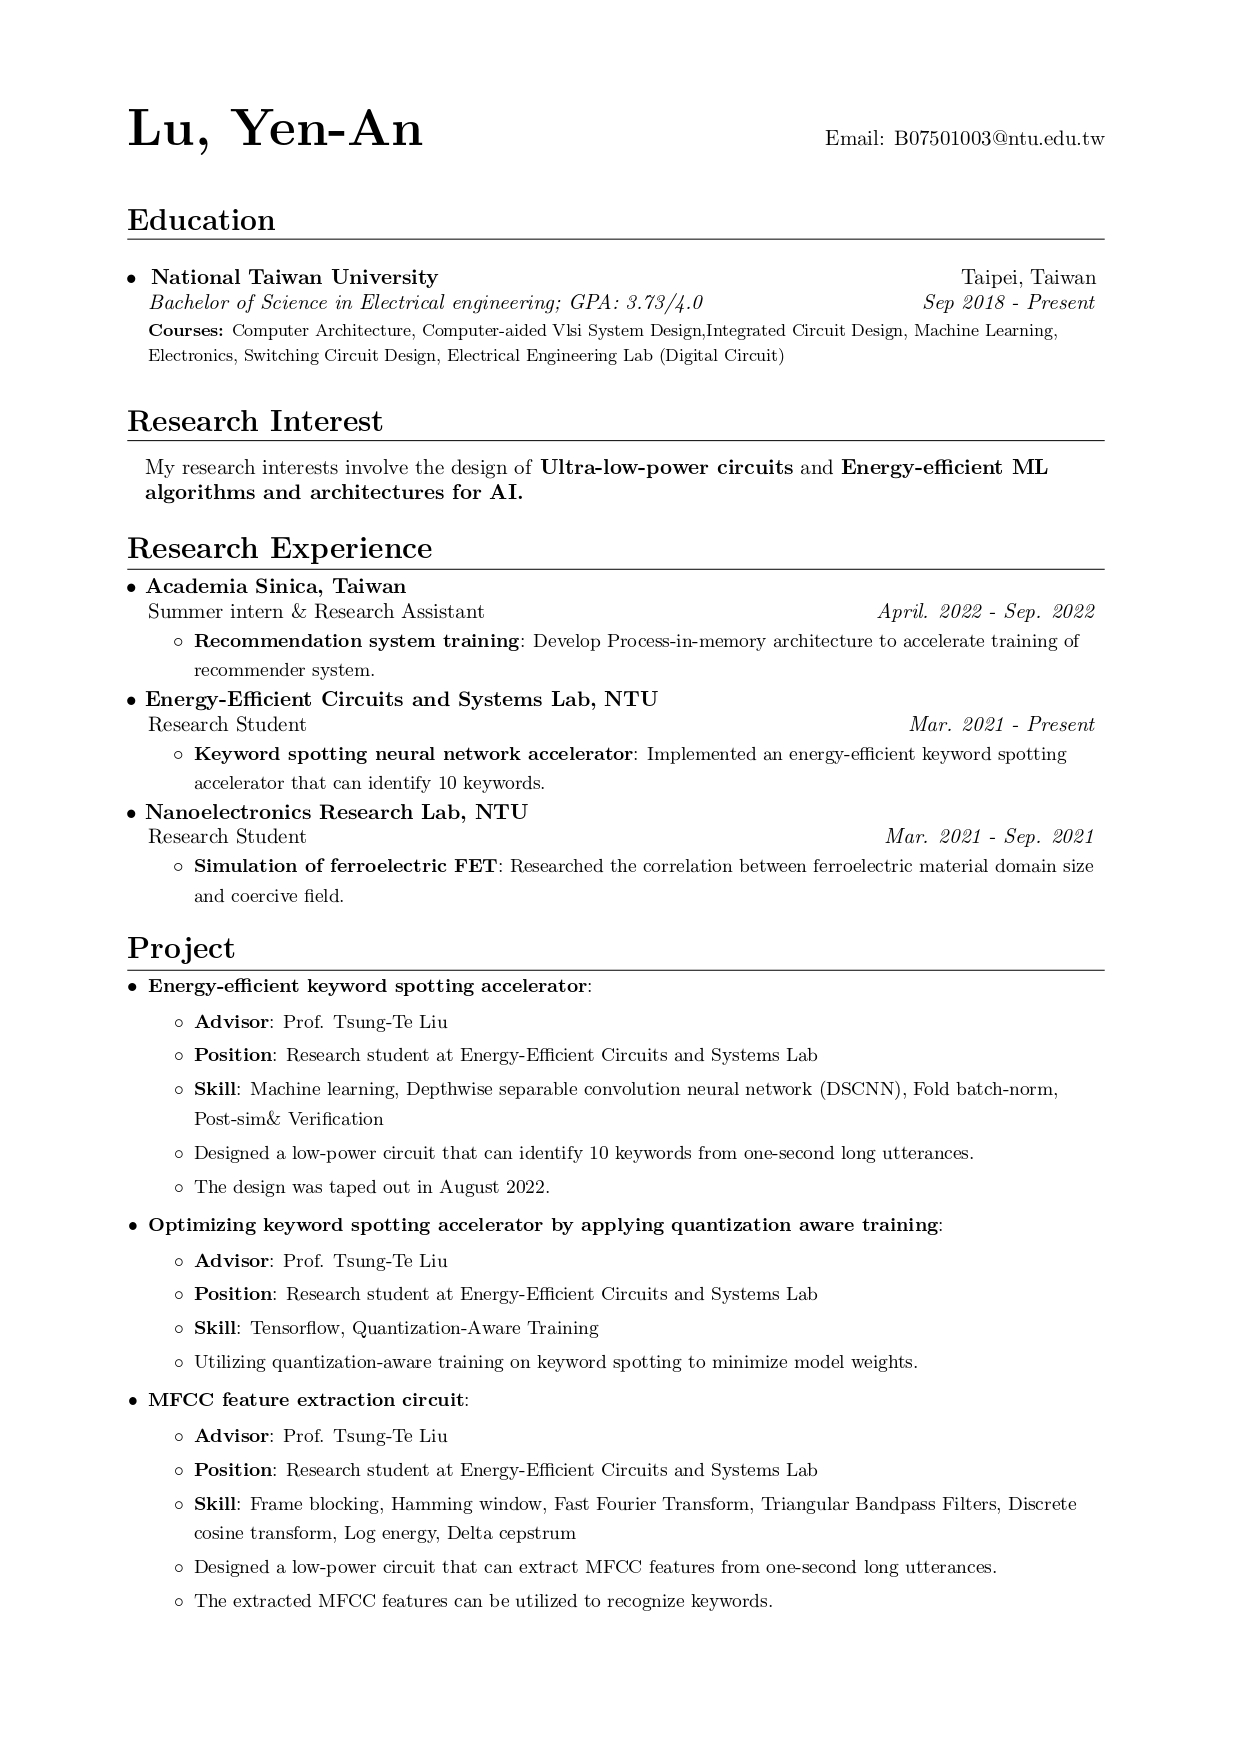 Lu, Yen-An
Email: B07501003@ntu.edu.tw
Education
• National Taiwan University
Taipei, Taiwan
Bachelor of Science in Electrical engineering; GPA: 3.73/4.0
Sep 2018 - Present
Courses: Computer Architecture, Computer-aided Vlsi System Design,Integrated Circuit Design, Machine Learning,
Electronics, Switching Circuit Design, Electrical Engineering Lab (Digital Circuit)
Research Interest
My research interests involve the design of Ultra-low-power circuits and Energy-efficient ML
algorithms and architectures for AI.
Research Experience
• Academia Sinica, Taiwan
Summer intern & Research Assistant
April. 2022 - Sep. 2022
◦ Recommendation system training: Develop Process-in-memory architecture to accelerate training of
recommender system.
• Energy-Efficient Circuits and Systems Lab, NTU
Research Student
Mar. 2021 - Present
◦ Keyword spotting neural network accelerator: Implemented an energy-efficient keyword spotting
accelerator that can identify 10 keywords.
• Nanoelectronics Research Lab, NTU
Research Student
Mar. 2021 - Sep. 2021
◦ Simulation of ferroelectric FET: Researched the correlation between ferroelectric material domain size
and coercive field.
Project
• Energy-efficient keyword spotting accelerator:
◦ Advisor: Prof. Tsung-Te Liu
◦ Position: Research student at Energy-Efficient Circuits and Systems Lab
◦ Skill: Machine learning, Depthwise separable convolution neural network (DSCNN), Fold batch-norm,
Post-sim& Verification
◦ Designed a low-power circuit that can identify 10 keywords from one-second long utterances.
◦ The design was taped out in August 2022.
• Optimizing keyword spotting accelerator by applying quantization aware training:
◦ Advisor: Prof. Tsung-Te Liu
◦ Position: Research student at Energy-Efficient Circuits and Systems Lab
◦ Skill: Tensorflow, Quantization-Aware Training
◦ Utilizing quantization-aware training on keyword spotting to minimize model weights.
• MFCC feature extraction circuit:
◦ Advisor: Prof. Tsung-Te Liu
◦ Position: Research student at Energy-Efficient Circuits and Systems Lab
◦ Skill: Frame blocking, Hamming window, Fast Fourier Transform, Triangular Bandpass Filters, Discrete
cosine transform, Log energy, Delta cepstrum
◦ Designed a low-power circuit that can extract MFCC features from one-second long utterances.
◦ The extracted MFCC features can be utilized to recognize keywords.